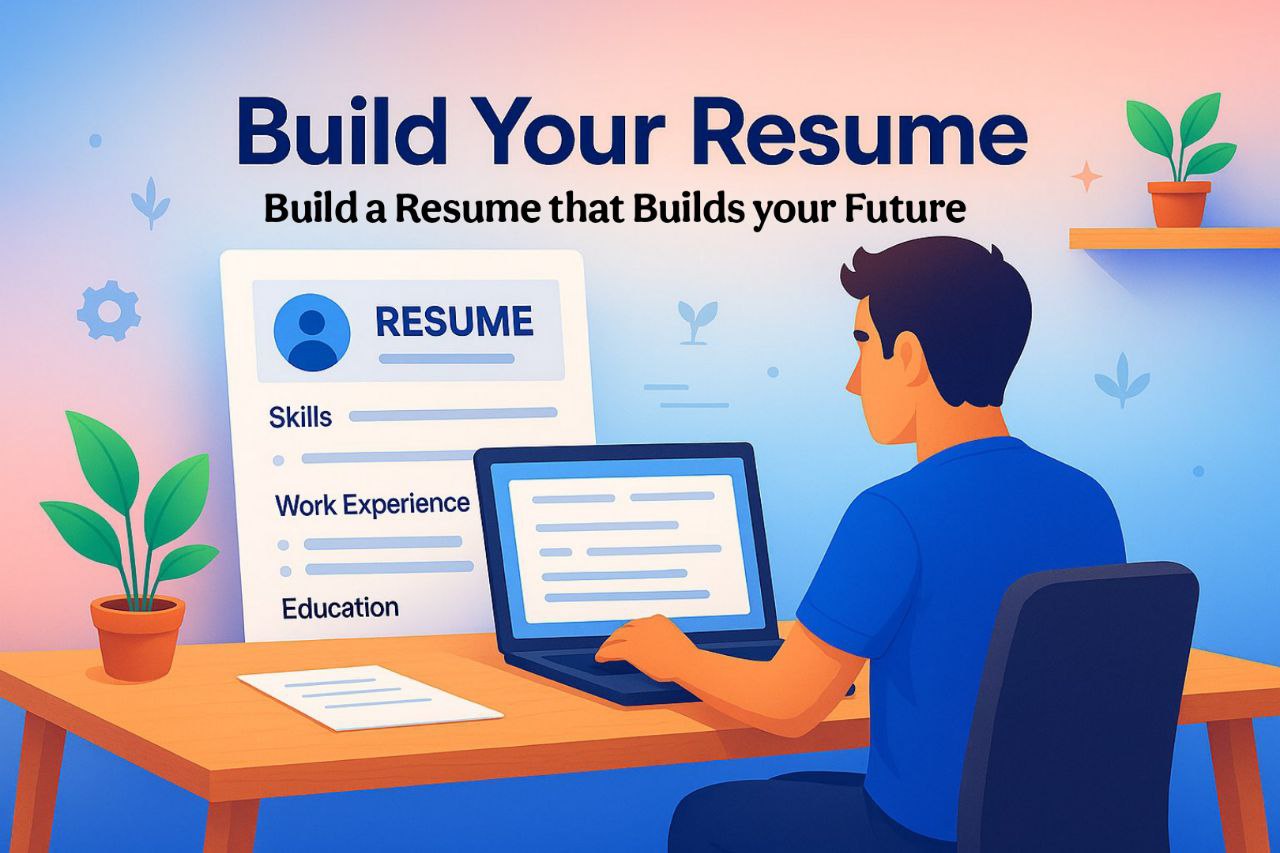 Build Your Resume
Build a Resume that Builds your Future
RESUME
Skills
Work Experience
Education